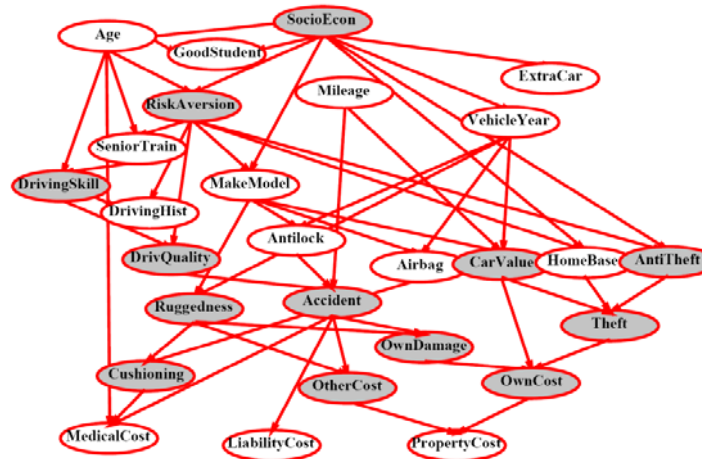 SocioEcon
Age
GoodStudent
ExtraCar
Mileage
RiskAversion
VehicleYear
SeniorTrain
DrivingSkill
MakeModel
DrivingHist
Antilock
DrivQuality
Airbag
CarValue
HomeBase
AntiTheft
Ruggedness
Accident
Theft
OwnDamage
Cushioning
OtherCost
OwnCost
MedicalCost
LiabilityCost
PropertyCost